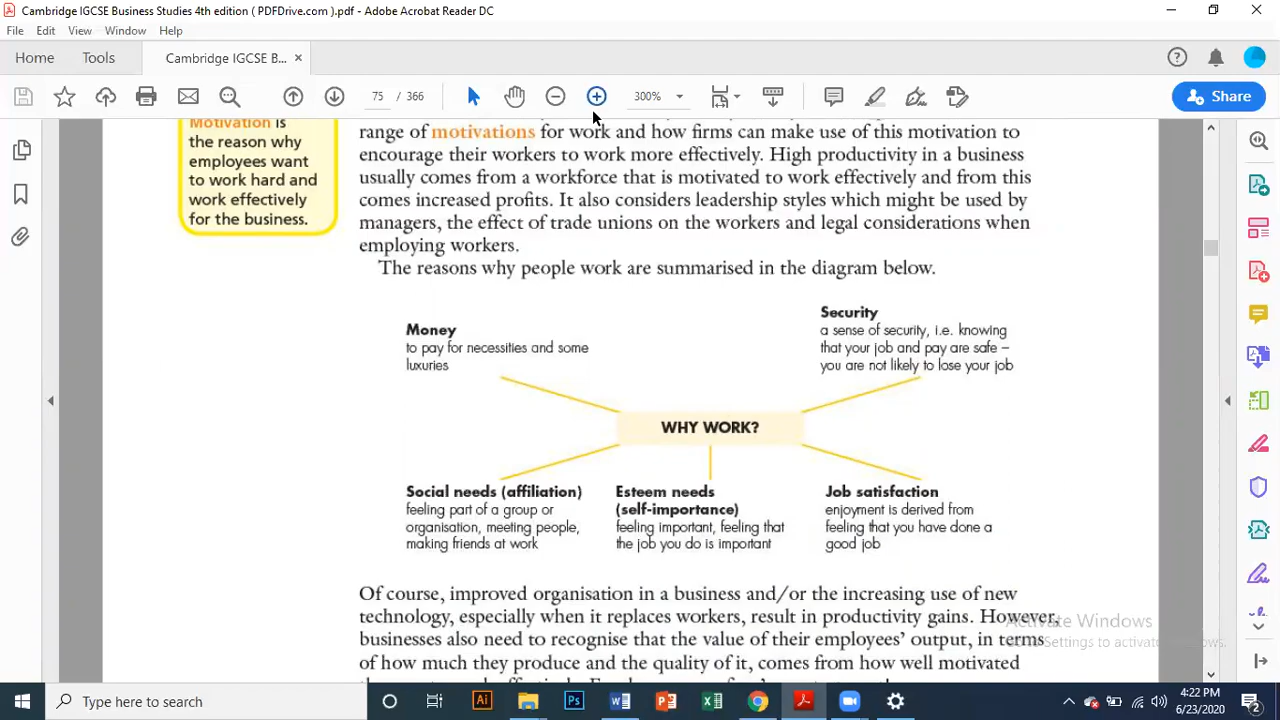 Cambridge IGCSE Business Studies 4th edition ( PDFDrive.com ).pdf - Adobe Acrobat Reader DC
File Edit View Window Help
Home Tools Cambridge IGCSE B... ×
75 / 366 300% Share
Motivation is
the reason why
employees want
to work hard and
work effectively
for the business.
range of motivations for work and how firms can make use of this motivation to
encourage their workers to work more effectively. High productivity in a business
usually comes from a workforce that is motivated to work effectively and from this
comes increased profits. It also considers leadership styles which might be used by
managers, the effect of trade unions on the workers and legal considerations when
employing workers.
The reasons why people work are summarised in the diagram below.
Money
to pay for necessities and some
luxuries
Security
a sense of security, i.e. knowing
that your job and pay are safe –
you are not likely to lose your job
WHY WORK?
Social needs (affiliation)
feeling part of a group or
organisation, meeting people,
making friends at work
Esteem needs
(self-importance)
feeling important, feeling that
the job you do is important
Job satisfaction
enjoyment is derived from
feeling that you have done a
good job
Of course, improved organisation in a business and/or the increasing use of new
technology, especially when it replaces workers, result in productivity gains. However,
businesses also need to recognise that the value of their employees' output, in terms
of how much they produce and the quality of it, comes from how well motivated
Activate Windows
Go to Settings to activate Windows.
Type here to search
4:22 PM
6/23/2020
2